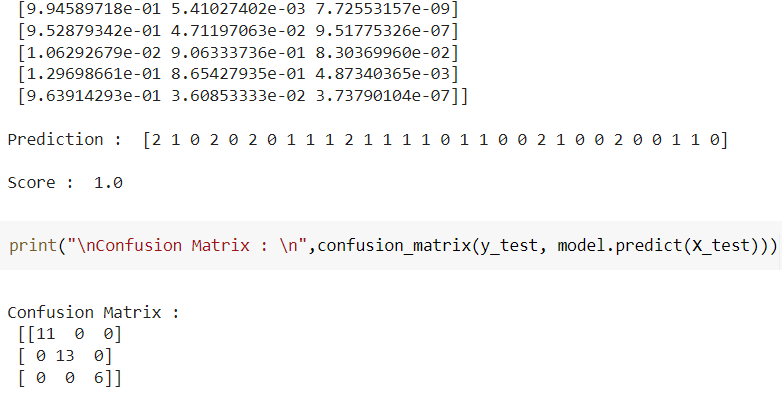 [9.94589718e-01 5.41027402e-03 7.72553157e-09]
[9.52879342e-01 4.71197063e-02 9.51775326e-07]
[1.06292679e-02 9.06333736e-01 8.30369960e-02]
[1.29698661e-01 8.65427935e-01 4.87340365e-03]
[9.63914293e-01 3.60853333e-02 3.73790104e-07]]
Prediction :  [2 1 0 2 0 2 0 1 1 1 2 1 1 1 1 0 1 1 0 0 2 1 0 0 2 0 0 1 1 0]
Score :  1.0
print("\nConfusion Matrix : \n",confusion_matrix(y_test, model.predict(X_test)))
Confusion Matrix :
[[11  0  0]
[ 0 13  0]
[ 0  0  6]]